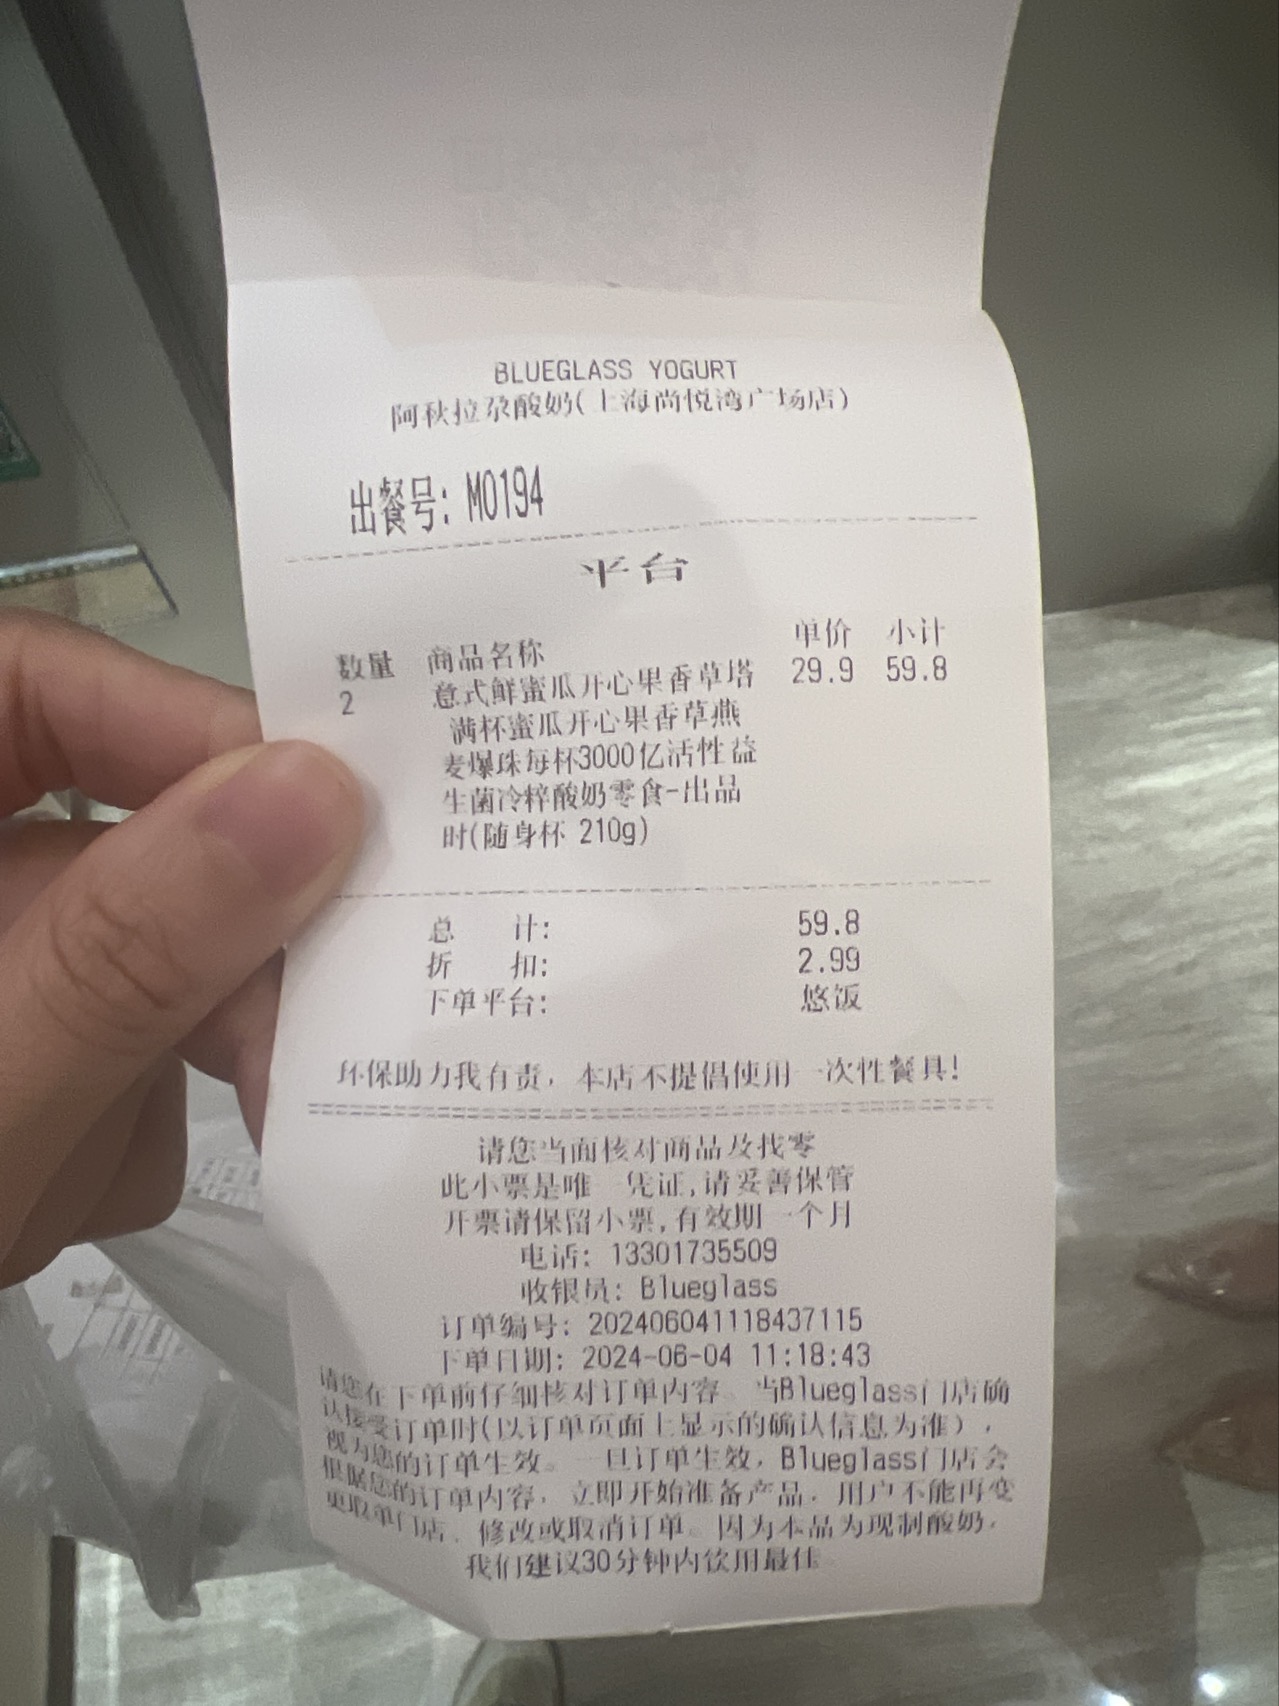 BLUEGLASS YOGURT
阿秋拉尕酸奶(上海尚悦湾广场店)
出餐号: M0194
平台
数量 商品名称 单价 小计
2 意式鲜蜜瓜开心果香草塔 29.9 59.8
满杯蜜瓜开心果香草燕
麦爆珠每杯3000亿活性益
生菌冷粹酸奶零食-出品
时(随身杯 210g)
总 计: 59.8
折 扣: 2.99
下单平台: 悠饭
环保助力我有责，本店不提倡使用一次性餐具!
请您当面核对商品及找零
此小票是唯一凭证,请妥善保管
开票请保留小票,有效期一个月
电话: 13301735509
收银员: Blueglass
订单编号: 202406041118437115
下单日期: 2024-06-04 11:18:43
请您在下单前仔细核对订单内容。当Blueglass门店确
认接受订单时(以订单页面上显示的确认信息为准)，
视为您的订单生效。一旦订单生效，Blueglass门店会
根据您的订单内容，立即开始准备产品，用户不能再变
更取单门店、修改或取消订单。因为本品为现制酸奶，
我们建议30分钟内饮用最佳